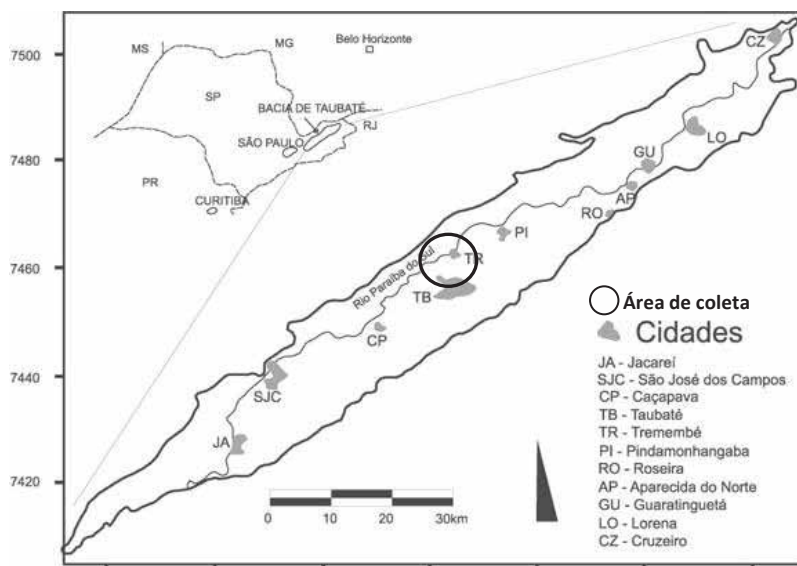 7500
7480
7460
7440
7420
MS
MG
Belo Horizonte
SP
BACIA DE TAUBATÉ
SÃO PAULO
RJ
PR
CURITIBA
CZ
LO
GU
AP
RO
PI
TR
Rio Paraíba do Sul
TB
CP
SJC
JA
0 10 20 30km
Área de coleta
Cidades
JA - Jacareí
SJC - São José dos Campos
CP - Caçapava
TB - Taubaté
TR - Tremembé
PI - Pindamonhangaba
RO - Roseira
AP - Aparecida do Norte
GU - Guaratinguetá
LO - Lorena
CZ - Cruzeiro